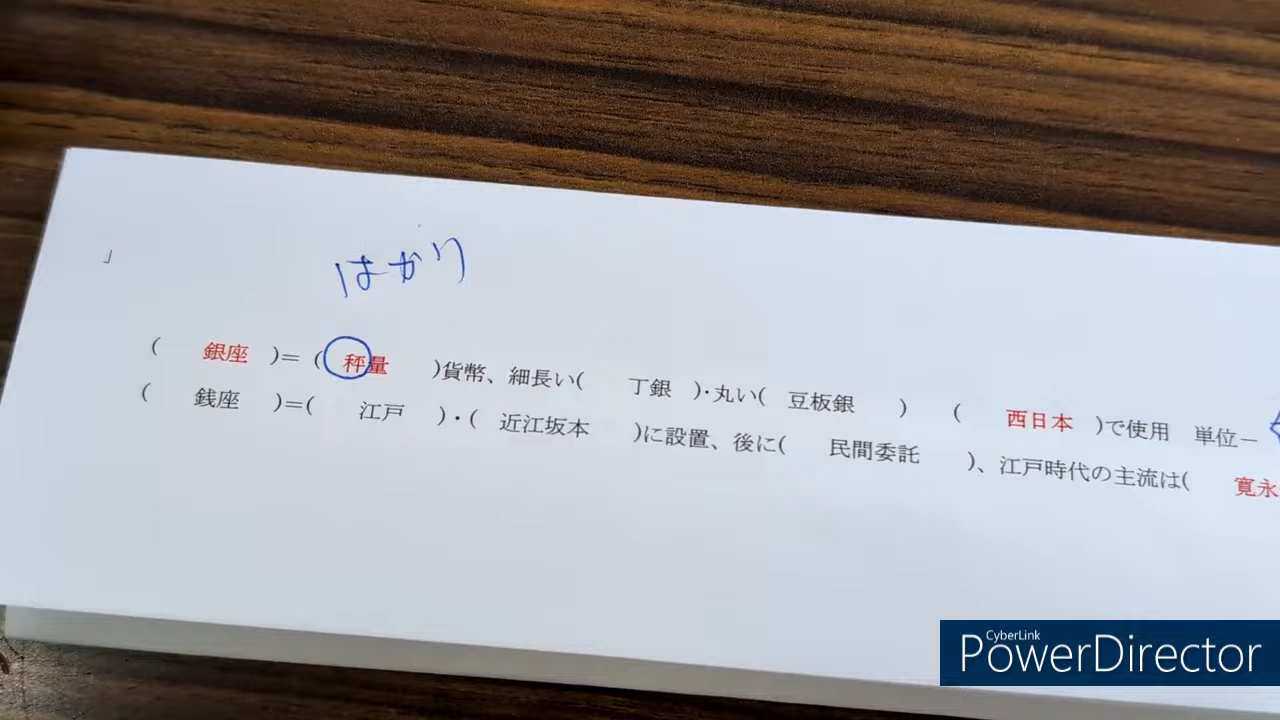 」
はかり
( 銀座 )＝( 秤量 )貨幣、細長い( 丁銀 )・丸い( 豆板銀 ) ( 西日本 )で使用 単位－
( 銭座 )＝( 江戸 )・( 近江坂本 )に設置、後に( 民間委託 )、江戸時代の主流は( 寛永
CyberLink
PowerDirector